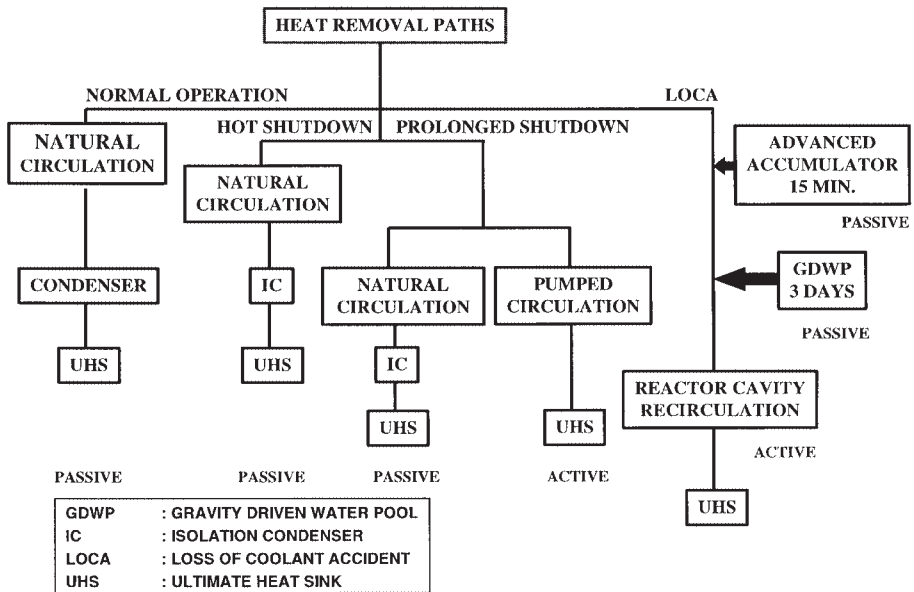 HEAT REMOVAL PATHS
NORMAL OPERATION
LOCA
HOT SHUTDOWN
PROLONGED SHUTDOWN
NATURAL
CIRCULATION
CONDENSER
UHS
PASSIVE
NATURAL
CIRCULATION
IC
UHS
PASSIVE
NATURAL
CIRCULATION
IC
UHS
PASSIVE
PUMPED
CIRCULATION
UHS
ACTIVE
ADVANCED
ACCUMULATOR
15 MIN.
PASSIVE
GDWP
3 DAYS
PASSIVE
REACTOR CAVITY
RECIRCULATION
ACTIVE
UHS
GDWP : GRAVITY DRIVEN WATER POOL
IC : ISOLATION CONDENSER
LOCA : LOSS OF COOLANT ACCIDENT
UHS : ULTIMATE HEAT SINK